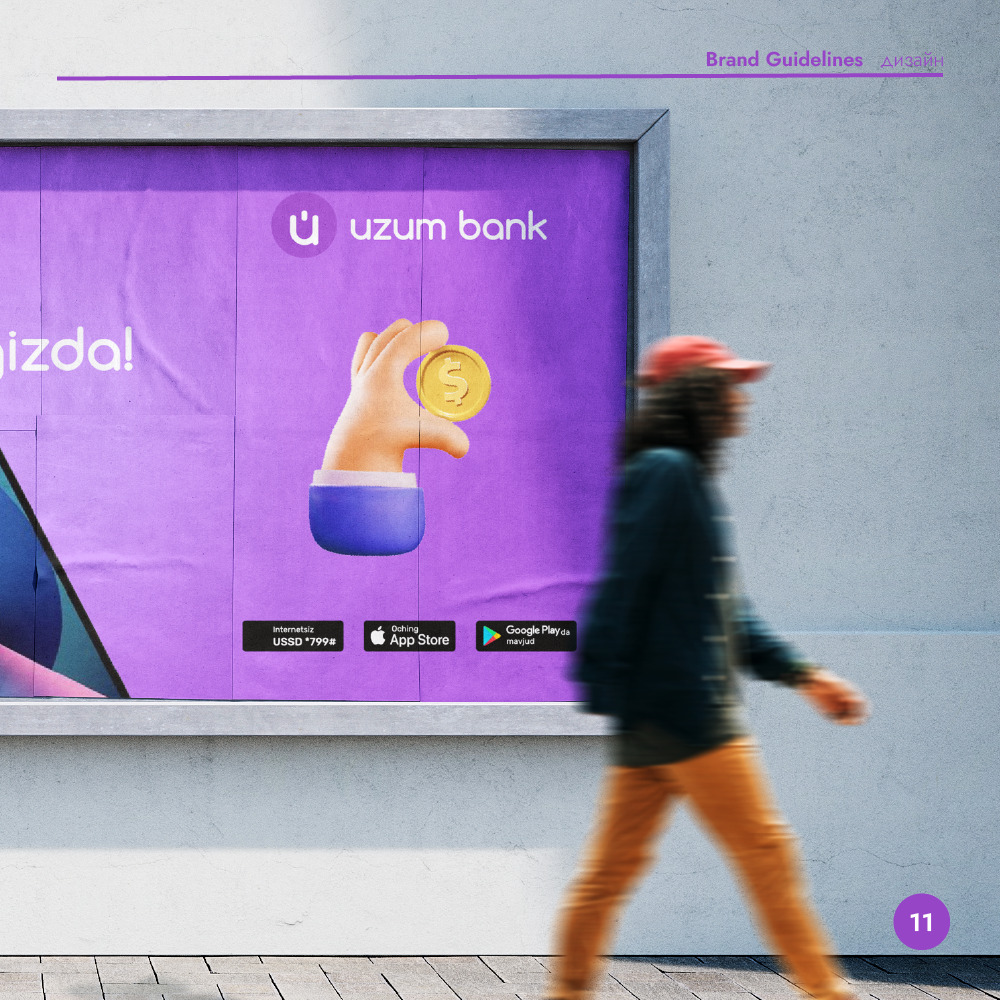 Brand Guidelines дизайн
uzum bank
gizda!
Internetsiz
USSD *799#
Oching
App Store
Google Play da
mavjud
11